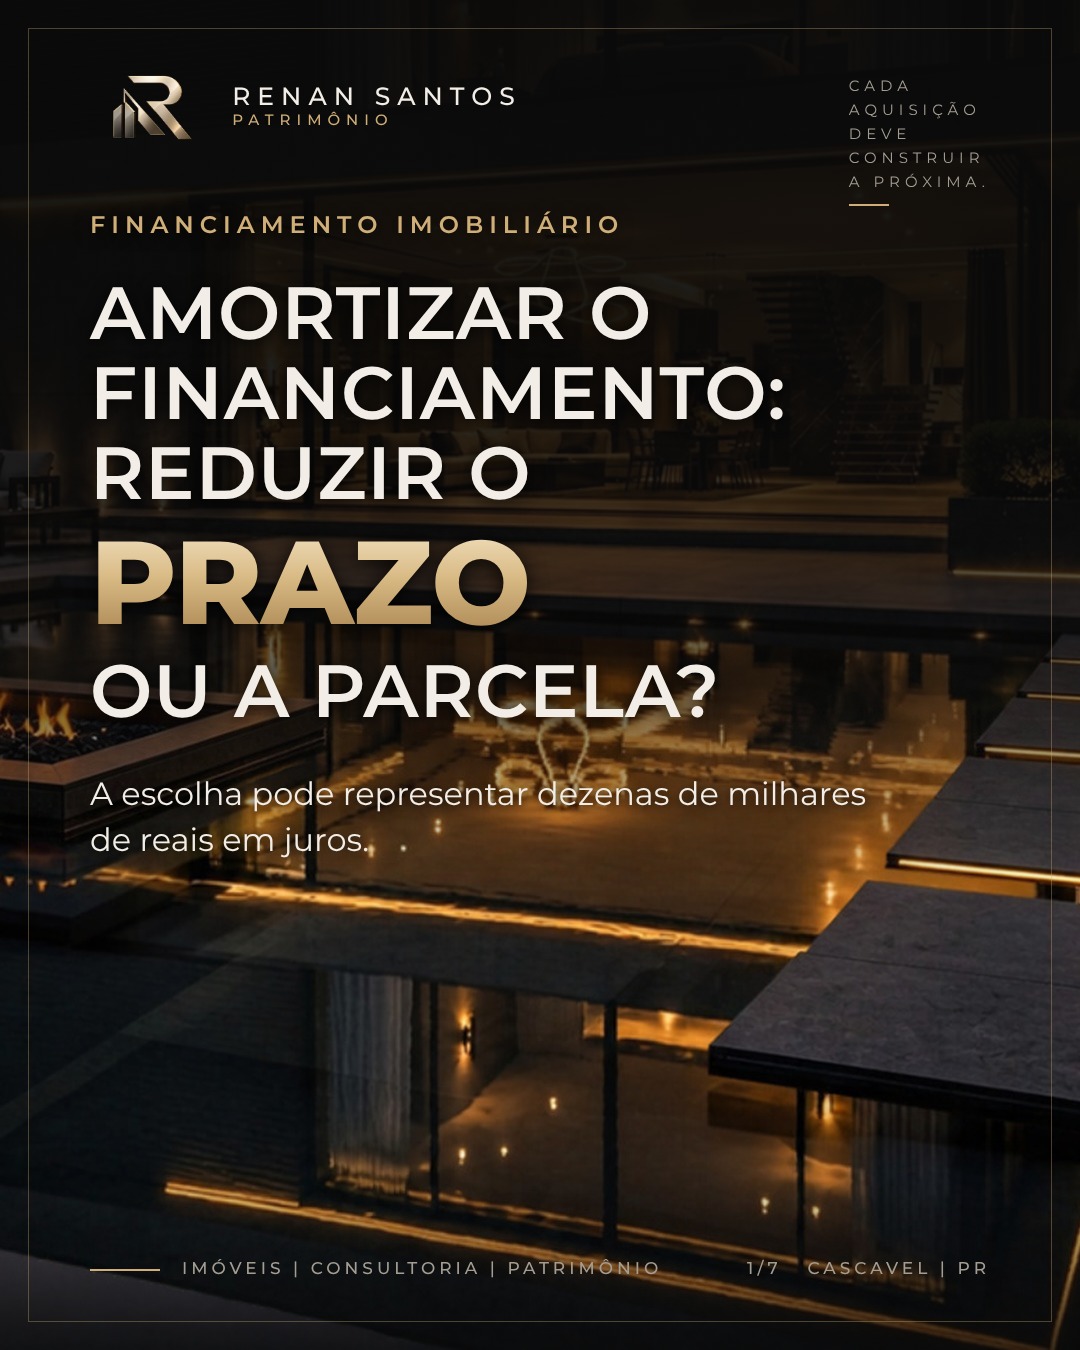 RENAN SANTOS
PATRIMÔNIO
CADA
AQUISIÇÃO
DEVE
CONSTRUIR
A PRÓXIMA.
FINANCIAMENTO IMOBILIÁRIO
AMORTIZAR O
FINANCIAMENTO:
REDUZIR O
PRAZO
OU A PARCELA?
A escolha pode representar dezenas de milhares
de reais em juros.
IMÓVEIS | CONSULTORIA | PATRIMÔNIO 1/7 CASCAVEL | PR